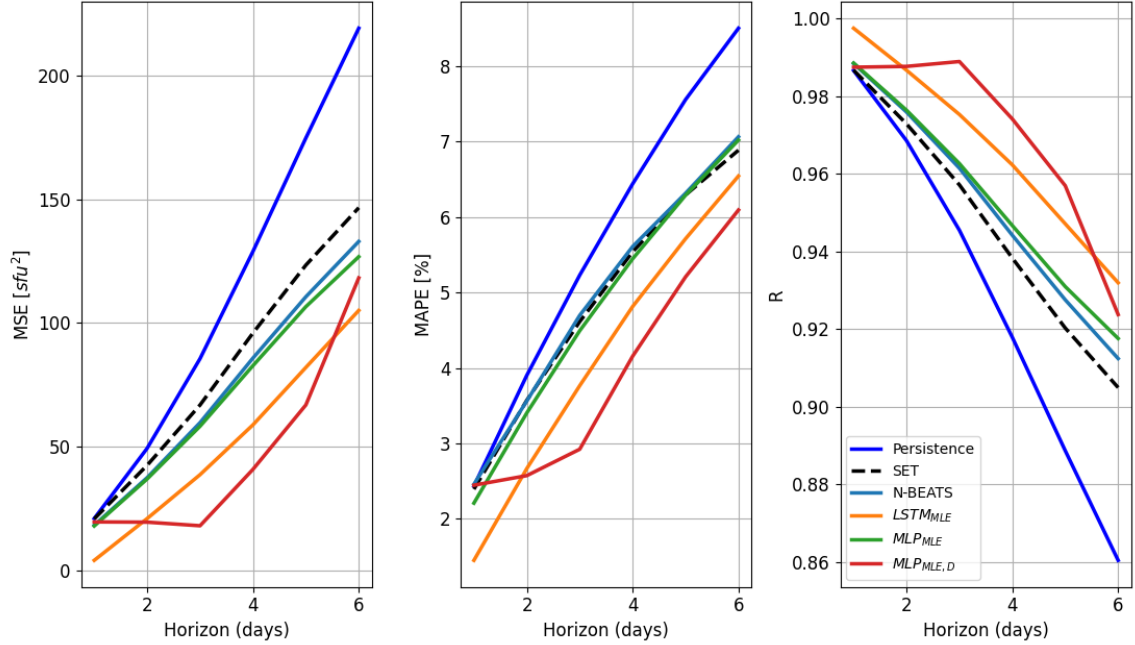 200
150
100
50
0
MSE [sfu²]
2
4
6
Horizon (days)
8
7
6
5
4
3
2
MAPE [%]
2
4
6
Horizon (days)
1.00
0.98
0.96
0.94
0.92
0.90
0.88
0.86
R
2
4
6
Horizon (days)
Persistence
SET
N-BEATS
LSTM_MLE
MLP_MLE
MLP_MLE,D